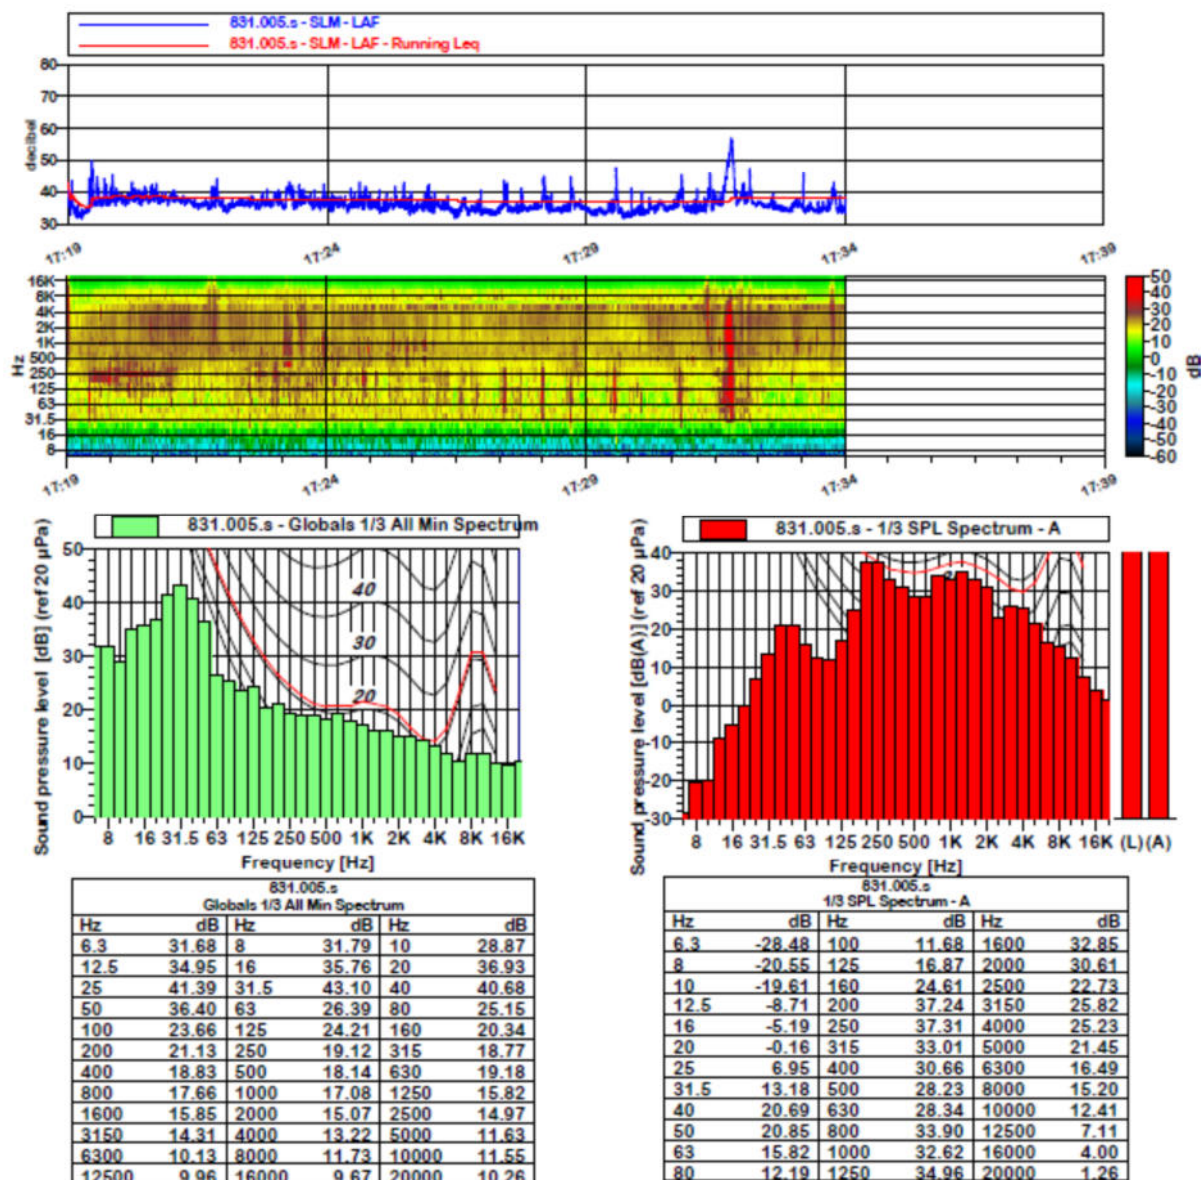 831.005.s - SLM - LAF
831.005.s - SLM - LAF - Running Leq
decibel
80
70
60
50
40
30
17:19 17:24 17:29 17:34 17:39
Hz
16K
8K
4K
2K
1K
500
250
125
63
31.5
16
8
50
40
30
20
10
0
-10
-20
-30
-40
-50
-60
dB
17:19 17:24 17:29 17:34 17:39
831.005.s - Globals 1/3 All Min Spectrum
Sound pressure level [dB] (ref 20 µPa)
50
40
30
20
10
0
40
30
20
8 16 31.5 63 125 250 500 1K 2K 4K 8K 16K
Frequency [Hz]
831.005.s - 1/3 SPL Spectrum - A
Sound pressure level [dB(A)] (ref 20 µPa)
40
30
20
10
0
-10
-20
-30
8 16 31.5 63 125 250 500 1K 2K 4K 8K 16K (L) (A)
Frequency [Hz]
831.005.s
Globals 1/3 All Min Spectrum
Hz dB Hz dB Hz dB
6.3 31.68 8 31.79 10 28.87
12.5 34.95 16 35.76 20 36.93
25 41.39 31.5 43.10 40 40.68
50 36.40 63 26.39 80 25.15
100 23.66 125 24.21 160 20.34
200 21.13 250 19.12 315 18.77
400 18.83 500 18.14 630 19.18
800 17.66 1000 17.08 1250 15.82
1600 15.85 2000 15.07 2500 14.97
3150 14.31 4000 13.22 5000 11.63
6300 10.13 8000 11.73 10000 11.55
12500 9.96 16000 9.67 20000 10.26
831.005.s
1/3 SPL Spectrum - A
Hz dB Hz dB Hz dB
6.3 -28.48 100 11.68 1600 32.85
8 -20.55 125 16.87 2000 30.61
10 -19.61 160 24.61 2500 22.73
12.5 -8.71 200 37.24 3150 25.82
16 -5.19 250 37.31 4000 25.23
20 -0.16 315 33.01 5000 21.45
25 6.95 400 30.66 6300 16.49
31.5 13.18 500 28.23 8000 15.20
40 20.69 630 28.34 10000 12.41
50 20.85 800 33.90 12500 7.11
63 15.82 1000 32.62 16000 4.00
80 12.19 1250 34.96 20000 1.26